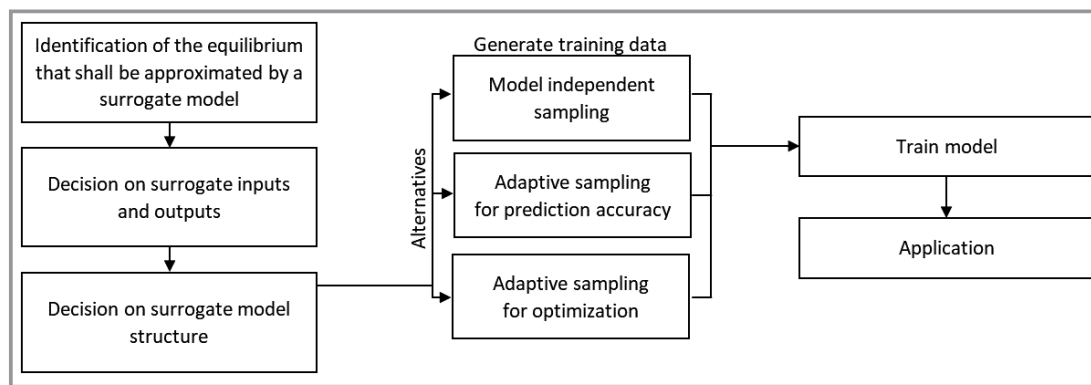 Identification of the equilibrium
that shall be approximated by a
surrogate model
Decision on surrogate inputs
and outputs
Decision on surrogate model
structure
Alternatives
Generate training data
Model independent
sampling
Adaptive sampling
for prediction accuracy
Adaptive sampling
for optimization
Train model
Application